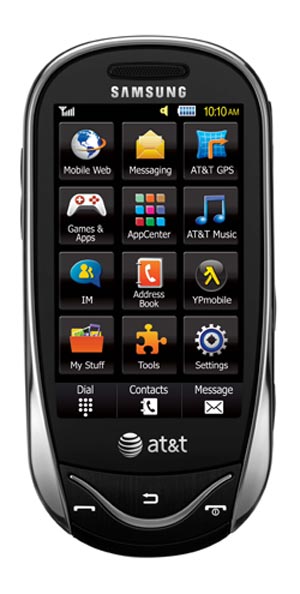 SAMSUNG
10:10 AM
Mobile Web Messaging AT&T GPS
Games & Apps AppCenter AT&T Music
IM Address Book YPmobile
My Stuff Tools Settings
Dial Contacts Message
at&t